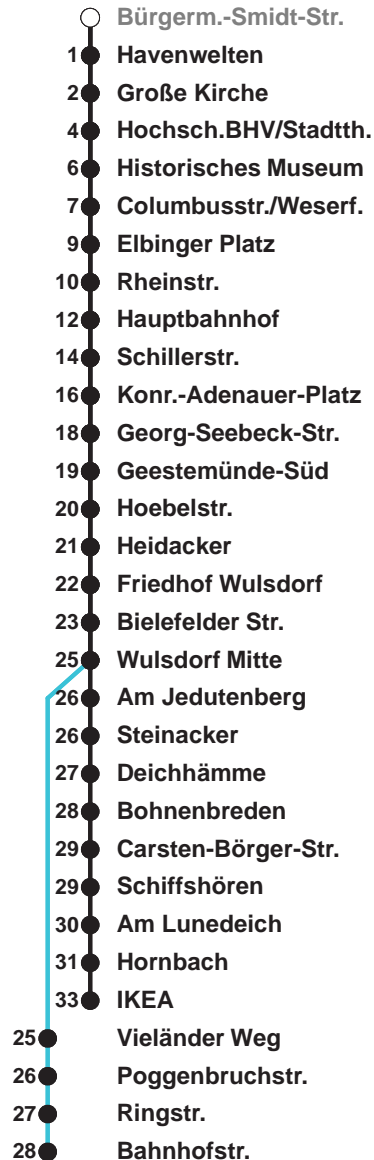 Bürgerm.-Smidt-Str.
1 Havenwelten
2 Große Kirche
4 Hochsch.BHV/Stadtth.
6 Historisches Museum
7 Columbusstr./Weserf.
9 Elbinger Platz
10 Rheinstr.
12 Hauptbahnhof
14 Schillerstr.
16 Konr.-Adenauer-Platz
18 Georg-Seebeck-Str.
19 Geestemünde-Süd
20 Hoebelstr.
21 Heidacker
22 Friedhof Wulsdorf
23 Bielefelder Str.
25 Wulsdorf Mitte
26 Am Jedutenberg
26 Steinacker
27 Deichhämme
28 Bohnenbreden
29 Carsten-Börger-Str.
29 Schiffshören
30 Am Lunedeich
31 Hornbach
33 IKEA
25 Vieländer Weg
26 Poggenbruchstr.
27 Ringstr.
28 Bahnhofstr.